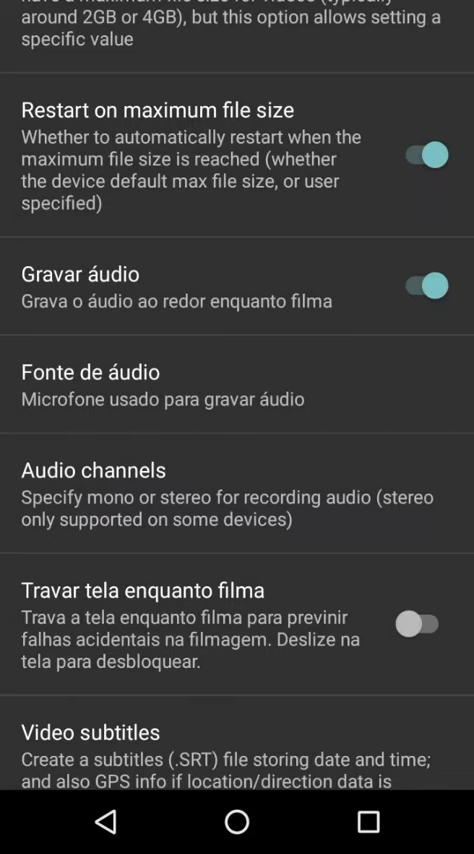 around 2GB or 4GB), but this option allows setting a
specific value
Restart on maximum file size
Whether to automatically restart when the
maximum file size is reached (whether
the device default max file size, or user
specified)
Gravar áudio
Grava o áudio ao redor enquanto filma
Fonte de áudio
Microfone usado para gravar áudio
Audio channels
Specify mono or stereo for recording audio (stereo
only supported on some devices)
Travar tela enquanto filma
Trava a tela enquanto filma para previnir
falhas acidentais na filmagem. Deslize na
tela para desbloquear.
Video subtitles
Create a subtitles (.SRT) file storing date and time;
and also GPS info if location/direction data is